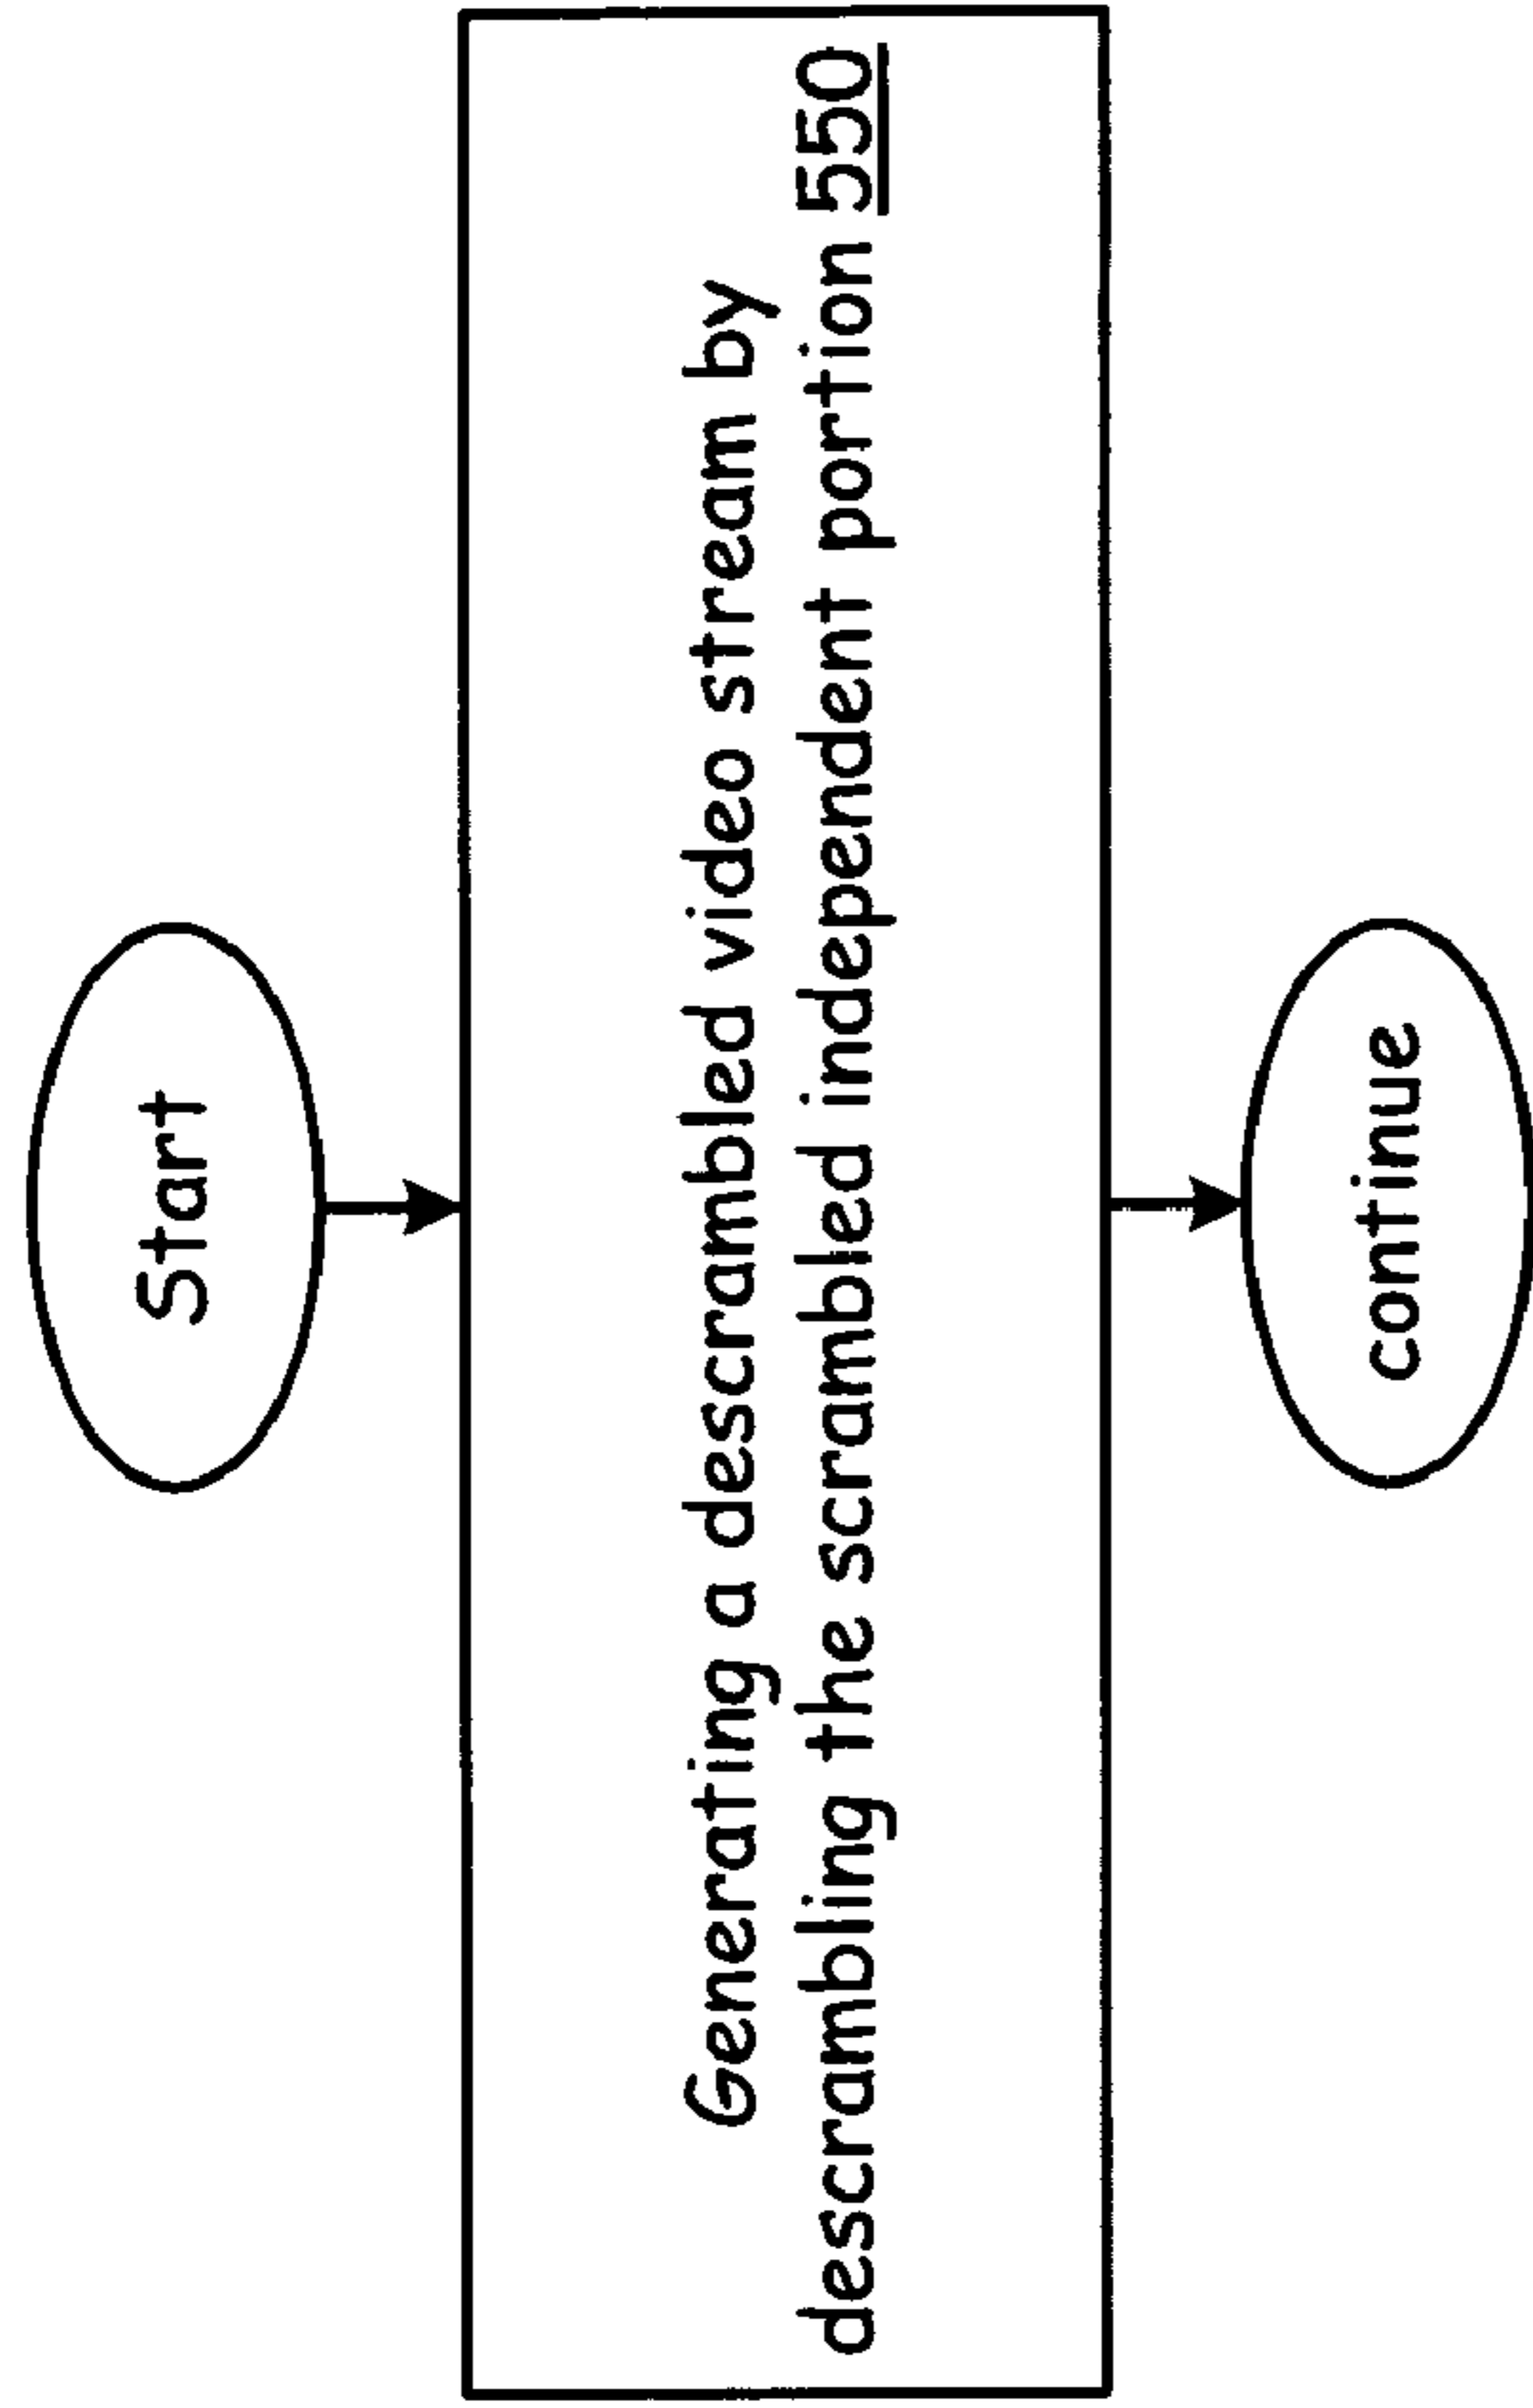 Start
Generating a descrambled video stream by
descrambling the scrambled independent portion 550
continue